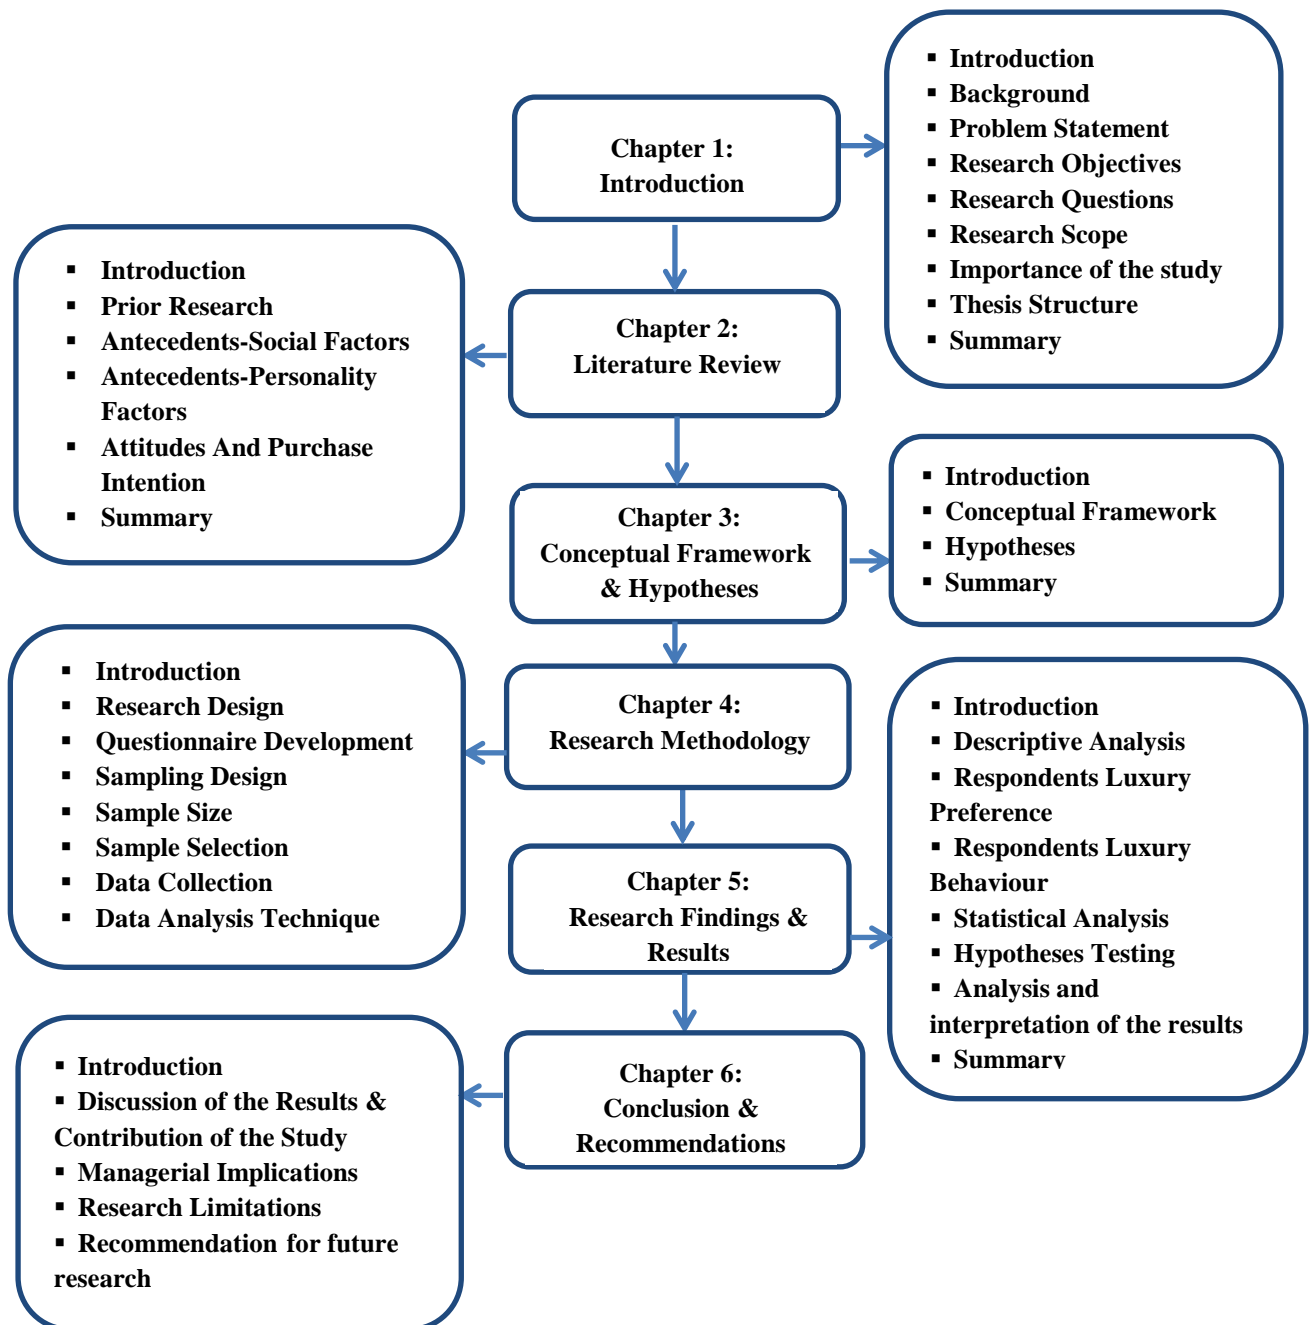 Chapter 1:
Introduction
▪ Introduction
▪ Background
▪ Problem Statement
▪ Research Objectives
▪ Research Questions
▪ Research Scope
▪ Importance of the study
▪ Thesis Structure
▪ Summary
Chapter 2:
Literature Review
▪ Introduction
▪ Prior Research
▪ Antecedents-Social Factors
▪ Antecedents-Personality
Factors
▪ Attitudes And Purchase
Intention
▪ Summary
Chapter 3:
Conceptual Framework
& Hypotheses
▪ Introduction
▪ Conceptual Framework
▪ Hypotheses
▪ Summary
Chapter 4:
Research Methodology
▪ Introduction
▪ Research Design
▪ Questionnaire Development
▪ Sampling Design
▪ Sample Size
▪ Sample Selection
▪ Data Collection
▪ Data Analysis Technique
Chapter 5:
Research Findings &
Results
▪ Introduction
▪ Descriptive Analysis
▪ Respondents Luxury
Preference
▪ Respondents Luxury
Behaviour
▪ Statistical Analysis
▪ Hypotheses Testing
▪ Analysis and
interpretation of the results
▪ Summary
Chapter 6:
Conclusion &
Recommendations
▪ Introduction
▪ Discussion of the Results &
Contribution of the Study
▪ Managerial Implications
▪ Research Limitations
▪ Recommendation for future
research